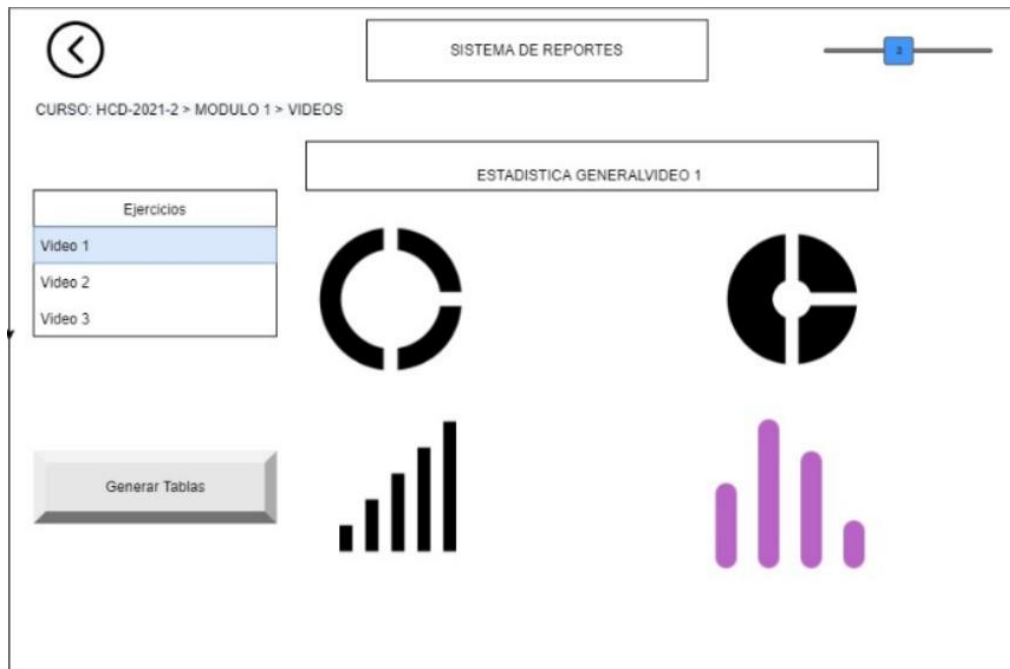 SISTEMA DE REPORTES
CURSO: HCD-2021-2 > MODULO 1 > VIDEOS
ESTADISTICA GENERALVIDEO 1
Ejercicios
Video 1
Video 2
Video 3
Generar Tablas